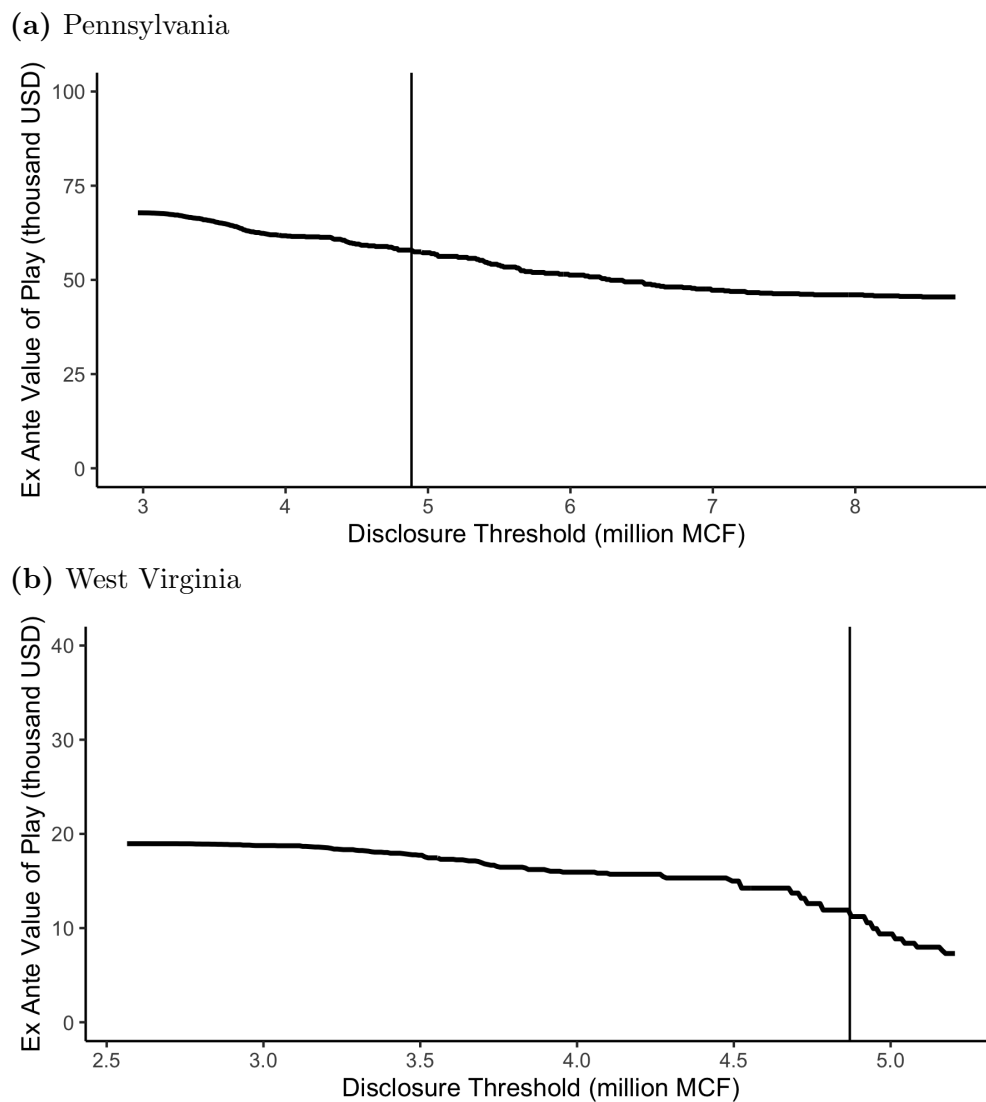 (a) Pennsylvania
Ex Ante Value of Play (thousand USD)
100
75
50
25
0
3 4 5 6 7 8
Disclosure Threshold (million MCF)
(b) West Virginia
Ex Ante Value of Play (thousand USD)
40
30
20
10
0
2.5 3.0 3.5 4.0 4.5 5.0
Disclosure Threshold (million MCF)